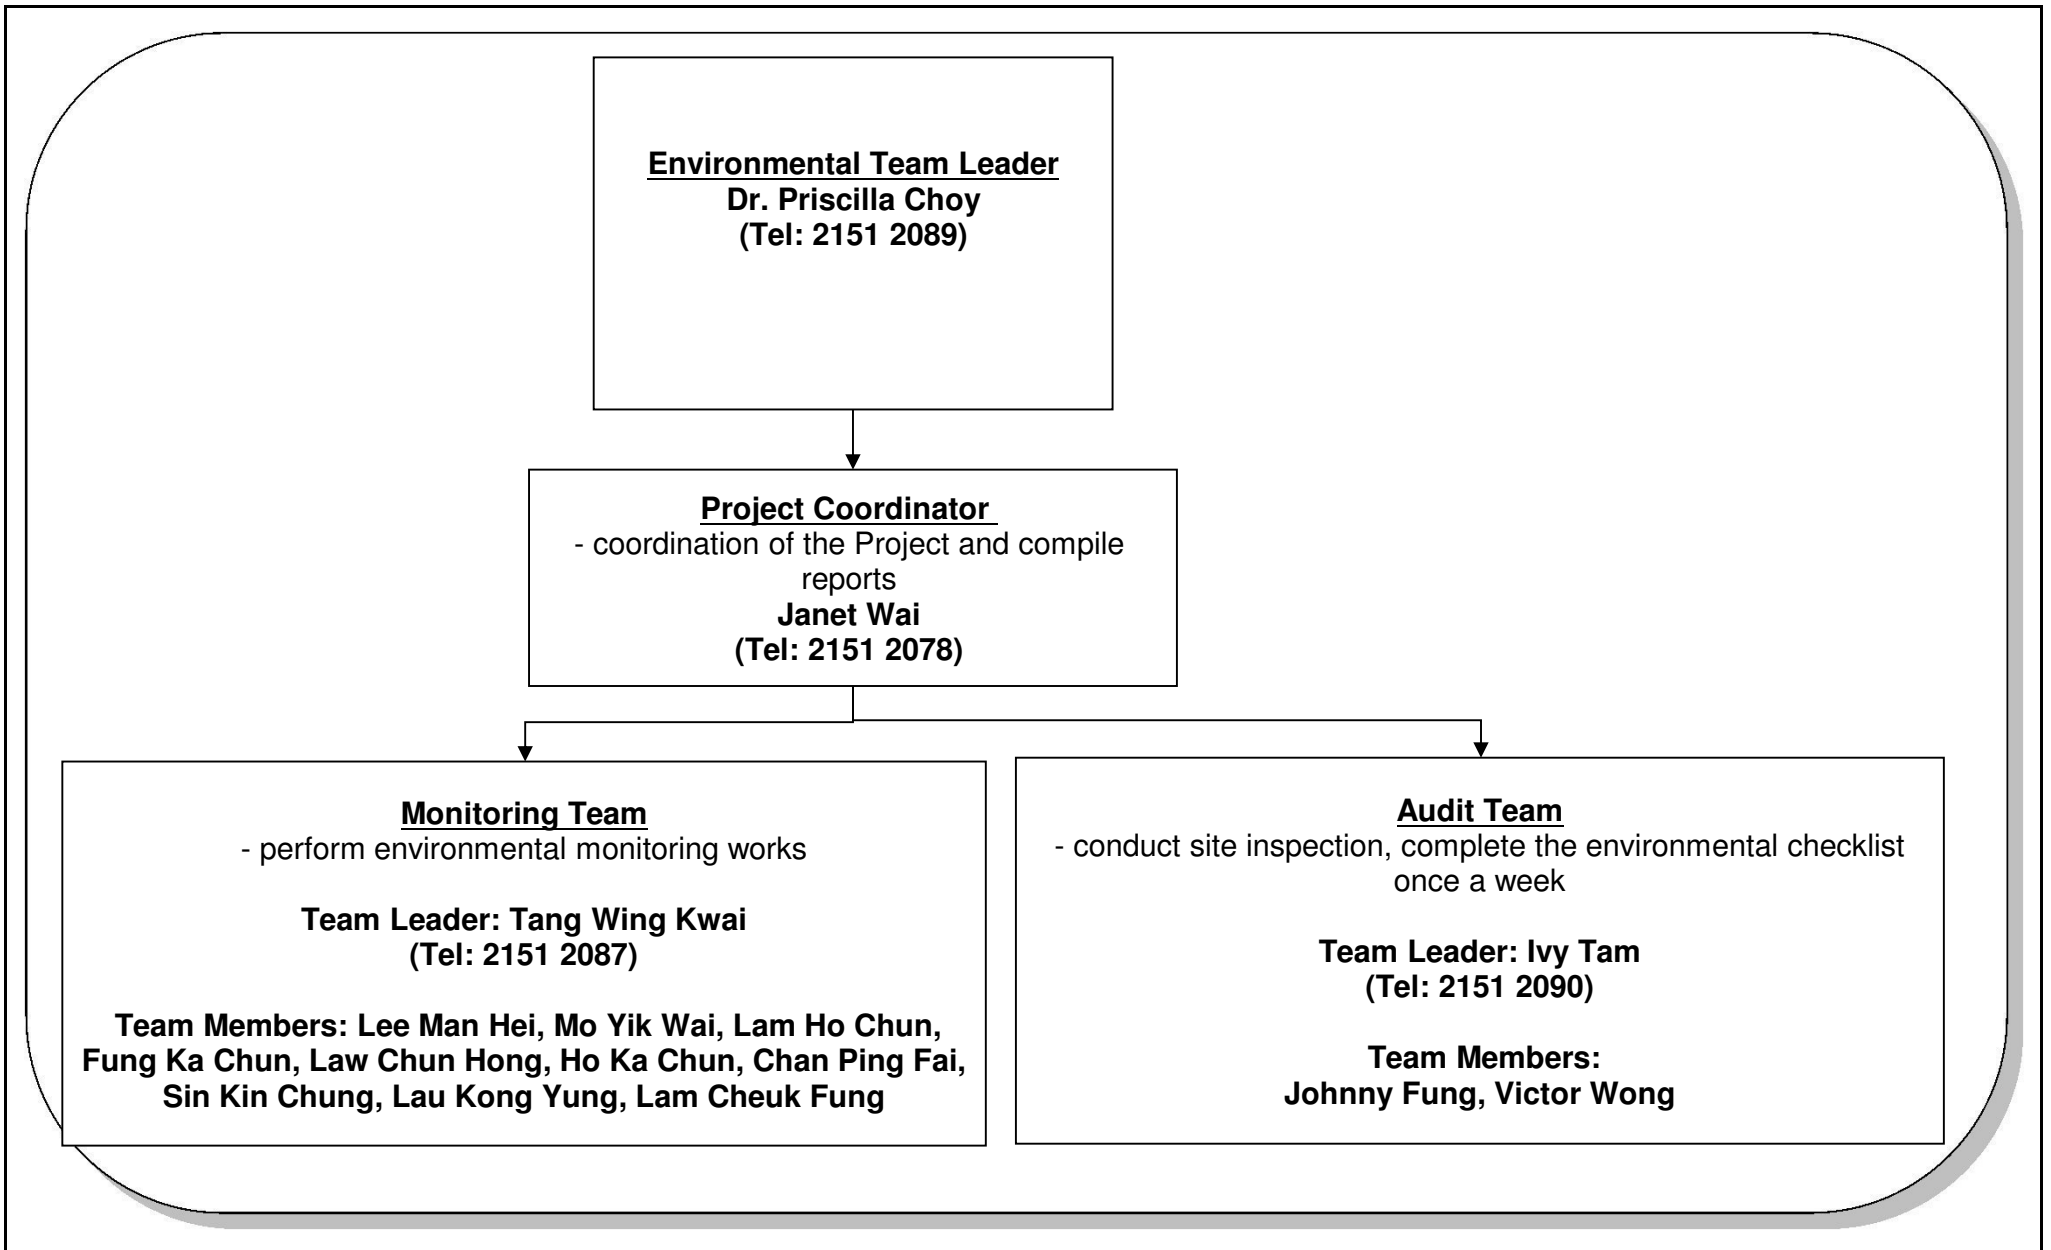 Environmental Team Leader
Dr. Priscilla Choy
(Tel: 2151 2089)
Project Coordinator
- coordination of the Project and compile
reports
Janet Wai
(Tel: 2151 2078)
Monitoring Team
- perform environmental monitoring works
Team Leader: Tang Wing Kwai
(Tel: 2151 2087)
Team Members: Lee Man Hei, Mo Yik Wai, Lam Ho Chun,
Fung Ka Chun, Law Chun Hong, Ho Ka Chun, Chan Ping Fai,
Sin Kin Chung, Lau Kong Yung, Lam Cheuk Fung
Audit Team
- conduct site inspection, complete the environmental checklist
once a week
Team Leader: Ivy Tam
(Tel: 2151 2090)
Team Members:
Johnny Fung, Victor Wong